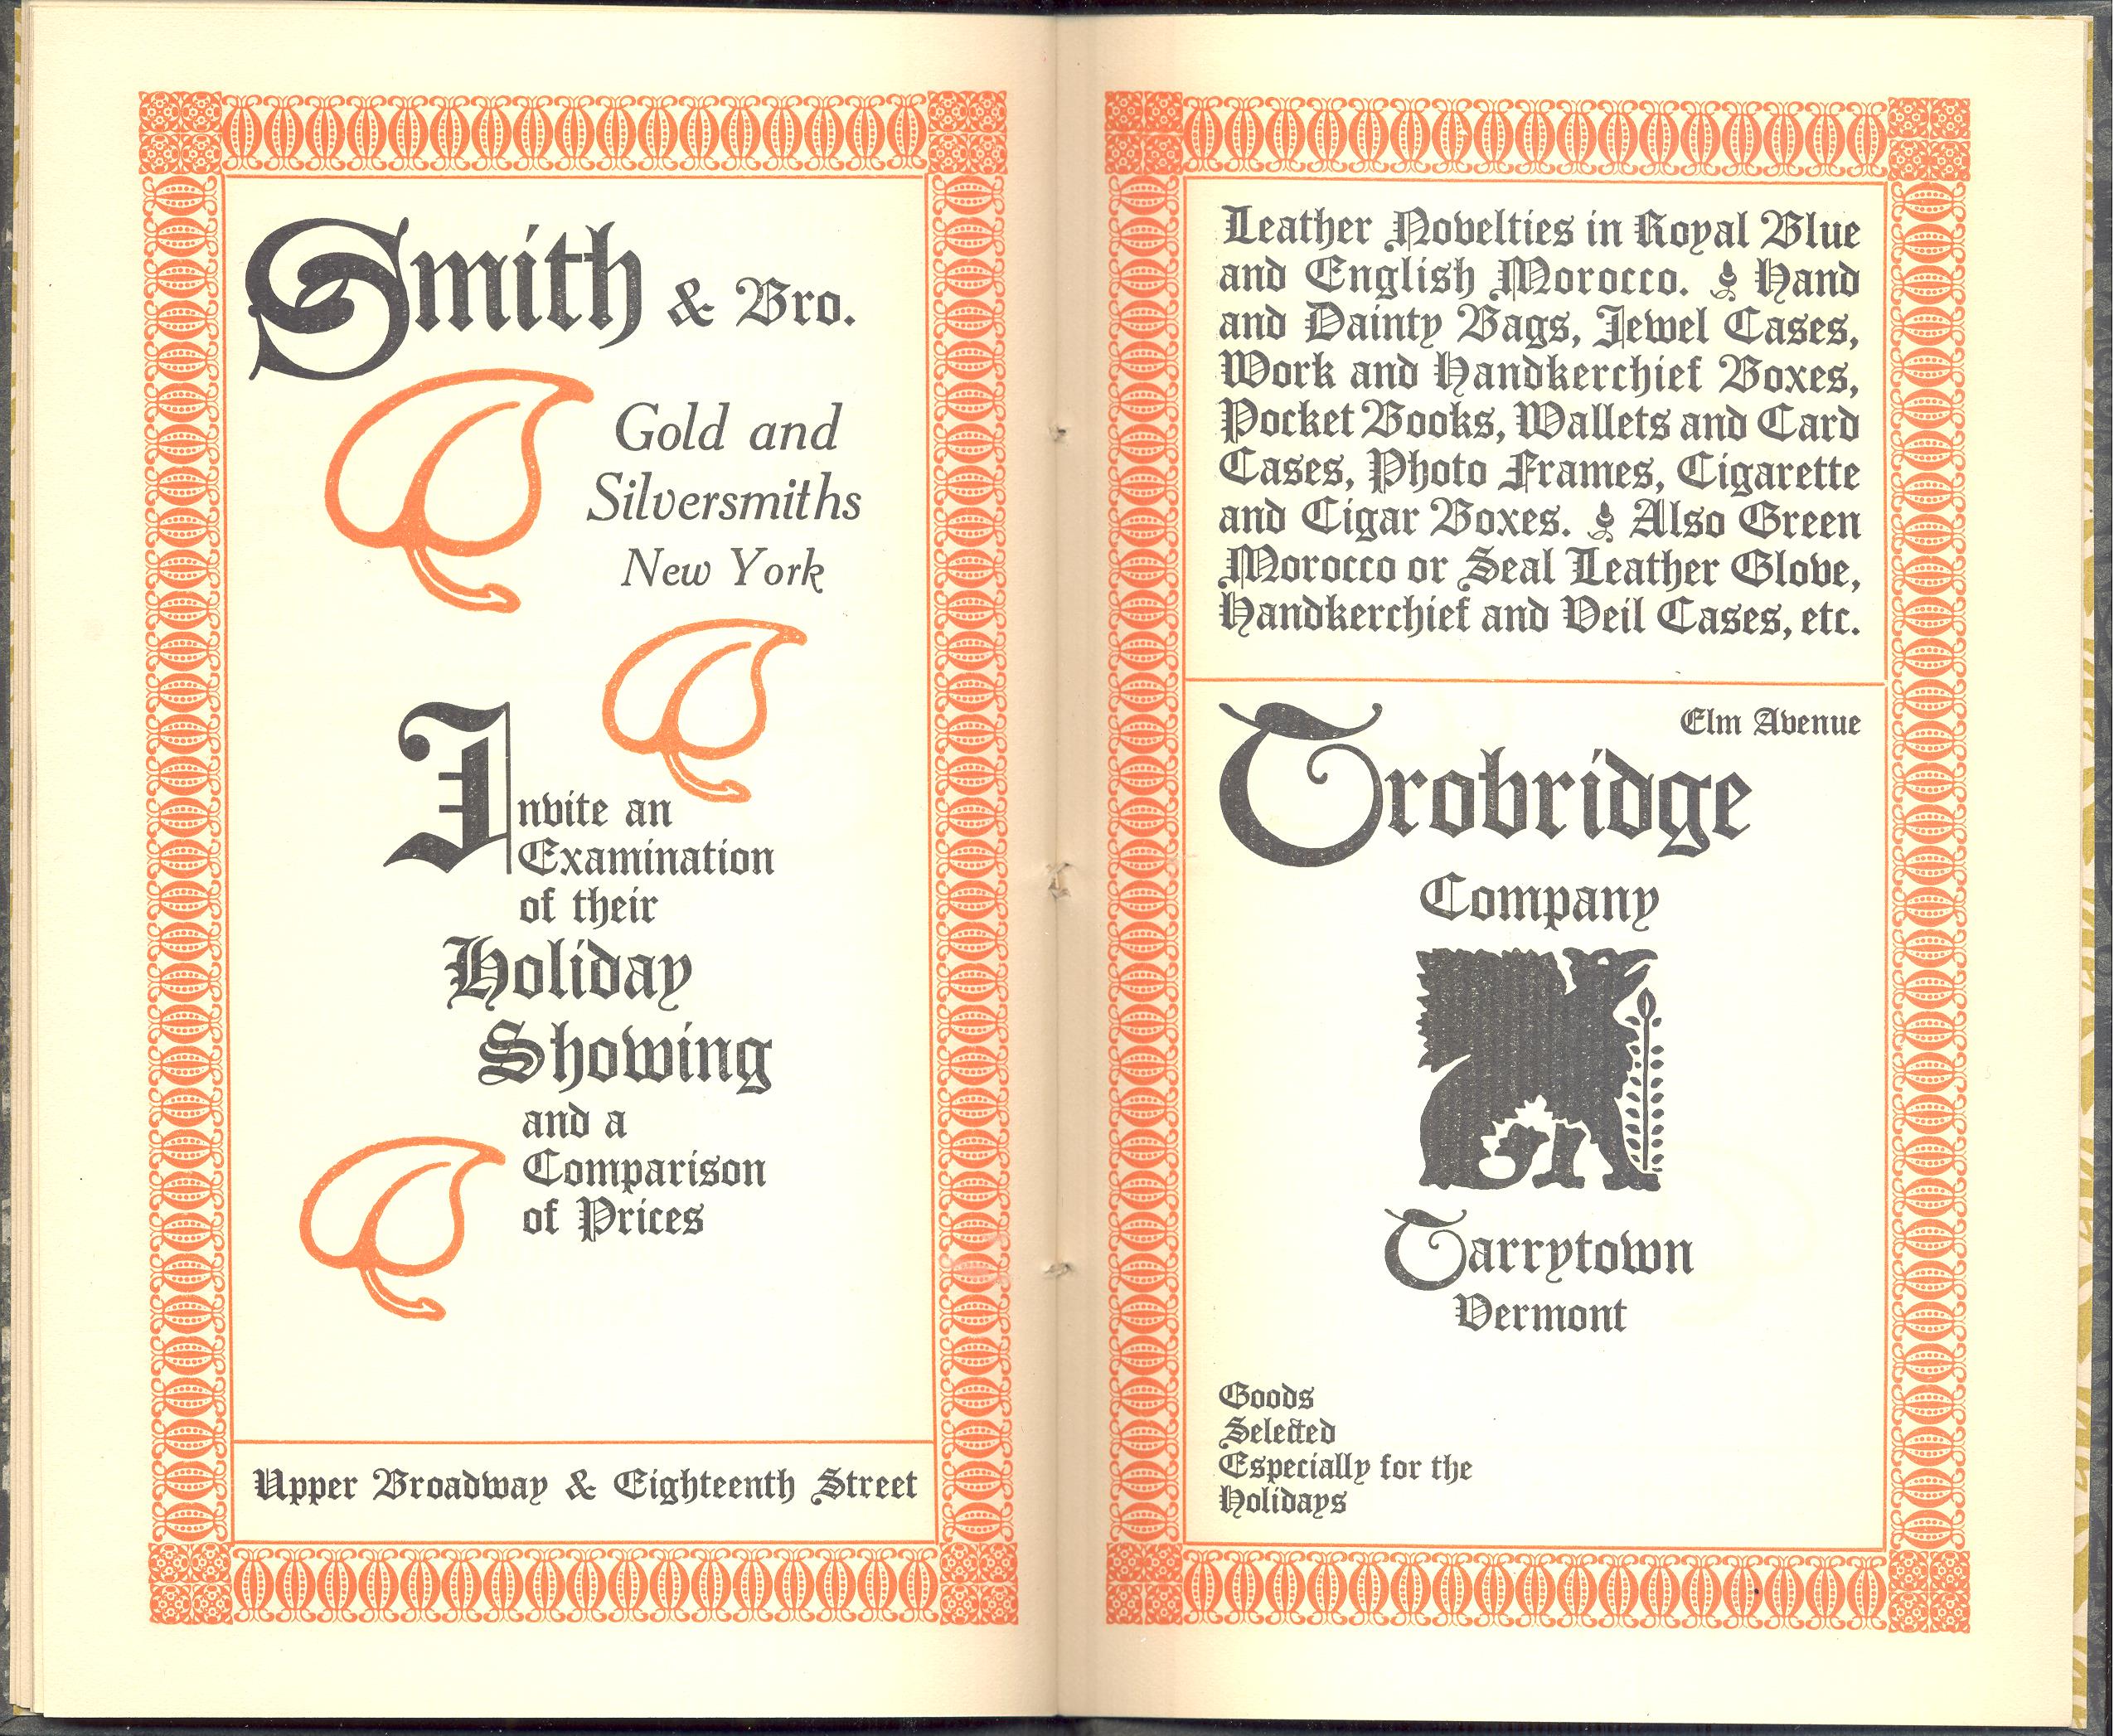 Smith & Bro.
Gold and
Silversmiths
New York
Invite an
Examination
of their
Holiday
Showing
and a
Comparison
of Prices
Upper Broadway & Eighteenth Street
Leather Novelties in Royal Blue
and English Morocco. Hand
and Dainty Bags, Jewel Cases,
Work and Handkerchief Boxes,
Pocket Books, Wallets and Card
Cases, Photo Frames, Cigarette
and Cigar Boxes. Also Green
Morocco or Seal Leather Glove,
Handkerchief and Veil Cases, etc.
Elm Avenue
Trobridge
Company
Tarrytown
Vermont
Goods
Selected
Especially for the
Holidays